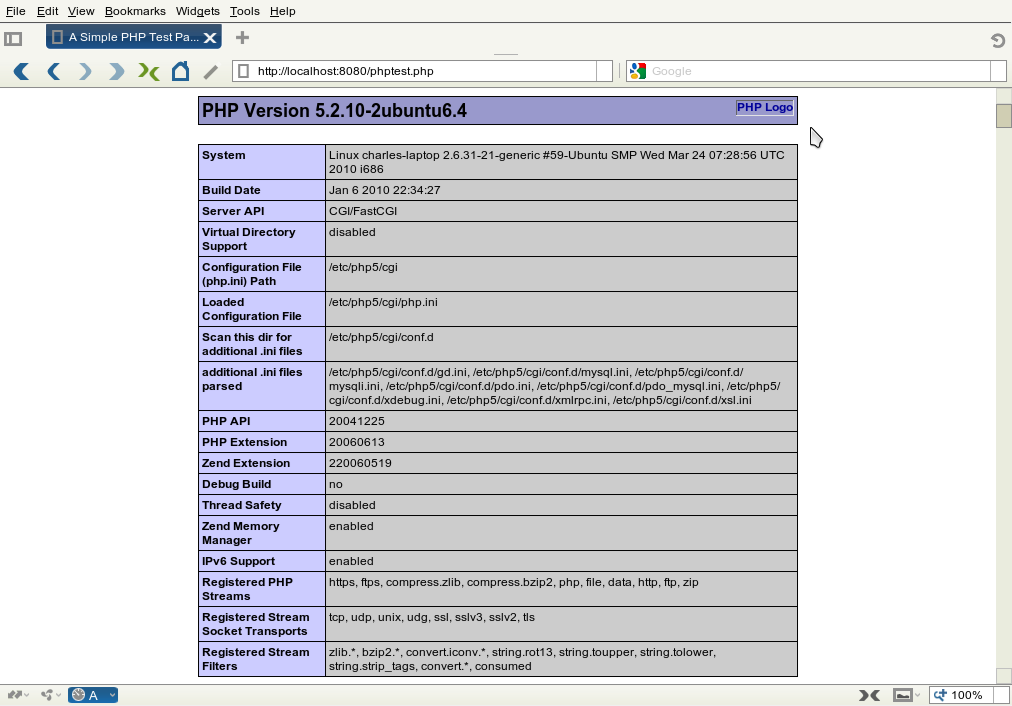 File Edit View Bookmarks Widgets Tools Help
A Simple PHP Test Pa...
http://localhost:8080/phptest.php
Google
PHP Version 5.2.10-2ubuntu6.4
PHP Logo
System
Linux charles-laptop 2.6.31-21-generic #59-Ubuntu SMP Wed Mar 24 07:28:56 UTC
2010 i686
Build Date
Jan 6 2010 22:34:27
Server API
CGI/FastCGI
Virtual Directory
Support
disabled
Configuration File
(php.ini) Path
/etc/php5/cgi
Loaded
Configuration File
/etc/php5/cgi/php.ini
Scan this dir for
additional .ini files
/etc/php5/cgi/conf.d
additional .ini files
parsed
/etc/php5/cgi/conf.d/gd.ini, /etc/php5/cgi/conf.d/mysql.ini, /etc/php5/cgi/conf.d/
mysqli.ini, /etc/php5/cgi/conf.d/pdo.ini, /etc/php5/cgi/conf.d/pdo_mysql.ini, /etc/php5/
cgi/conf.d/xdebug.ini, /etc/php5/cgi/conf.d/xmlrpc.ini, /etc/php5/cgi/conf.d/xsl.ini
PHP API
20041225
PHP Extension
20060613
Zend Extension
220060519
Debug Build
no
Thread Safety
disabled
Zend Memory
Manager
enabled
IPv6 Support
enabled
Registered PHP
Streams
https, ftps, compress.zlib, compress.bzip2, php, file, data, http, ftp, zip
Registered Stream
Socket Transports
tcp, udp, unix, udg, ssl, sslv3, sslv2, tls
Registered Stream
Filters
zlib.*, bzip2.*, convert.iconv.*, string.rot13, string.toupper, string.tolower,
string.strip_tags, convert.*, consumed
A
100%